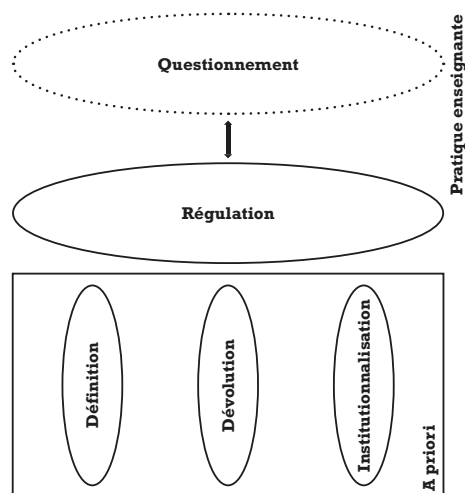 Questionnement
Pratique enseignante
Régulation
Définition
Dévolution
Institutionnalisation
A priori